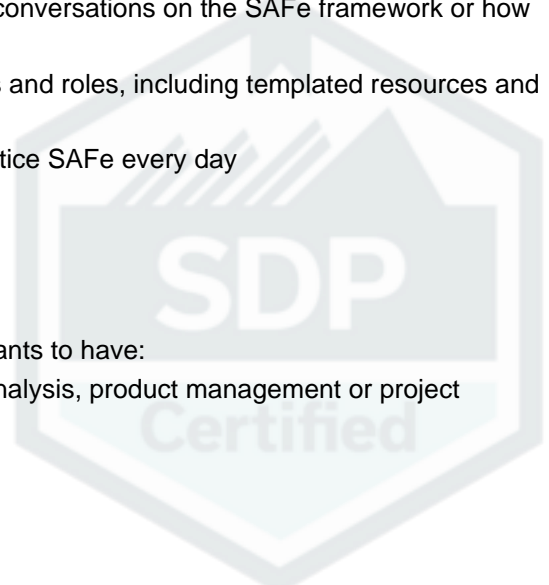 conversations on the SAFe framework or how
s and roles, including templated resources and
tice SAFe every day
SDP
ants to have:
nalysis, product management or project
Certified